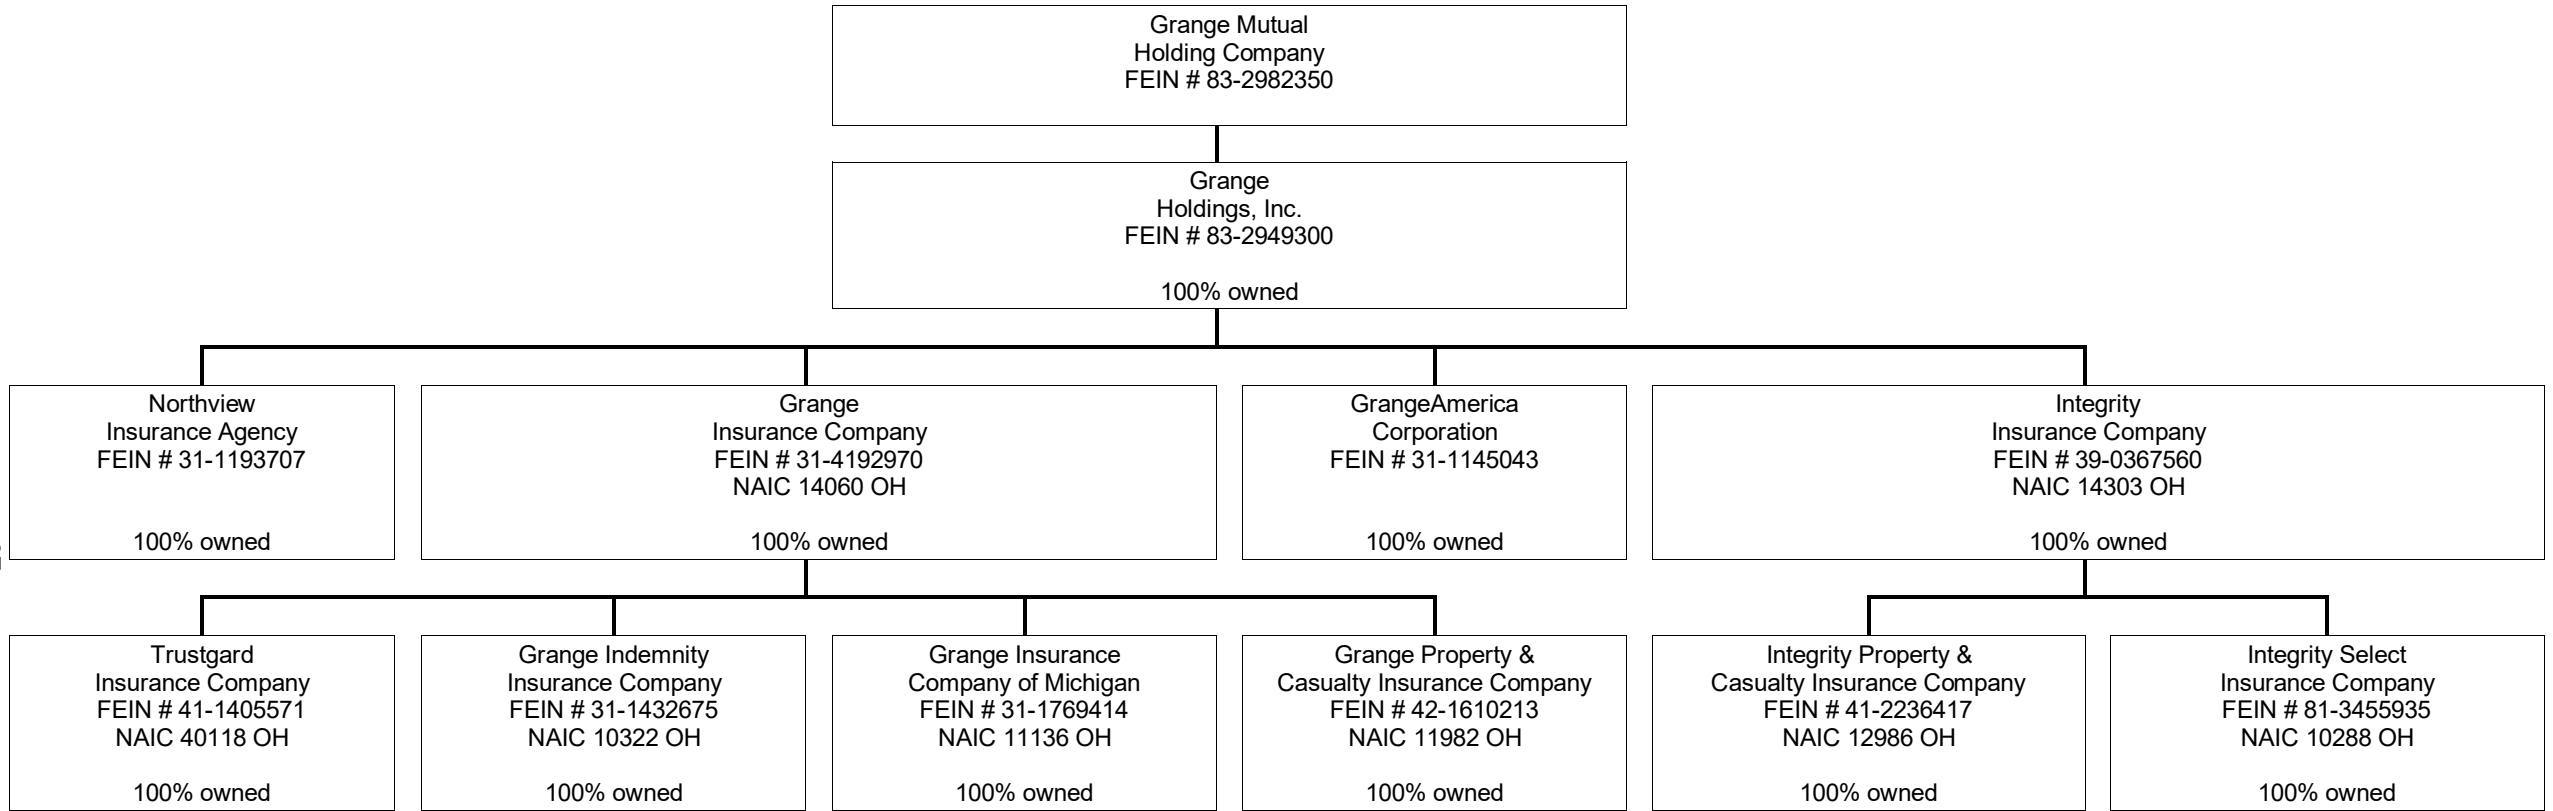 Grange Mutual
Holding Company
FEIN # 83-2982350
Grange
Holdings, Inc.
FEIN # 83-2949300
100% owned
Northview
Insurance Agency
FEIN # 31-1193707
100% owned
Grange
Insurance Company
FEIN # 31-4192970
NAIC 14060 OH
100% owned
GrangeAmerica
Corporation
FEIN # 31-1145043
100% owned
Integrity
Insurance Company
FEIN # 39-0367560
NAIC 14303 OH
100% owned
Trustgard
Insurance Company
FEIN # 41-1405571
NAIC 40118 OH
100% owned
Grange Indemnity
Insurance Company
FEIN # 31-1432675
NAIC 10322 OH
100% owned
Grange Insurance
Company of Michigan
FEIN # 31-1769414
NAIC 11136 OH
100% owned
Grange Property &
Casualty Insurance Company
FEIN # 42-1610213
NAIC 11982 OH
100% owned
Integrity Property &
Casualty Insurance Company
FEIN # 41-2236417
NAIC 12986 OH
100% owned
Integrity Select
Insurance Company
FEIN # 81-3455935
NAIC 10288 OH
100% owned